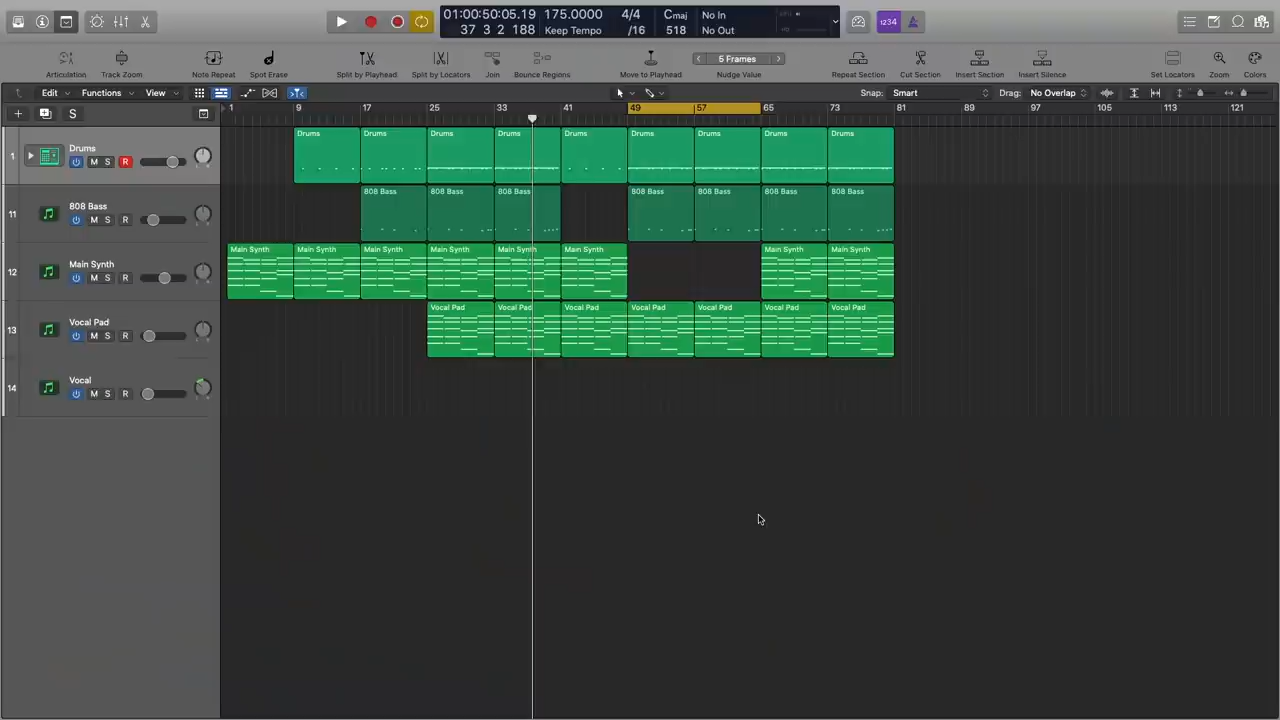 01:00:50:05.19 175.0000 4/4 Cmaj No In
37 3 2 188 Keep Tempo /16 518 No Out
1234
Articulation Track Zoom Note Repeat Spot Erase Split by Playhead Split by Locators Join Bounce Regions Move to Playhead 5 Frames Nudge Value Repeat Section Cut Section Insert Section Insert Silence Set Locators Zoom Colors
Edit Functions View Snap: Smart Drag: No Overlap
S 1 9 17 25 33 41 49 57 65 73 81 89 97 105 113 121
Drums Drums Drums Drums Drums Drums Drums Drums Drums
1 Drums
M S R
808 Bass 808 Bass 808 Bass 808 Bass 808 Bass 808 Bass 808 Bass
11 808 Bass
M S R
Main Synth Main Synth Main Synth Main Synth Main Synth Main Synth Main Synth Main Synth
12 Main Synth
M S R
Vocal Pad Vocal Pad Vocal Pad Vocal Pad Vocal Pad Vocal Pad Vocal Pad
13 Vocal Pad
M S R
14 Vocal
M S R